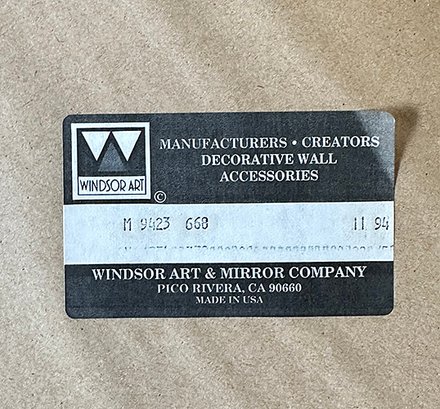 WINDSOR ART
©
MANUFACTURERS • CREATORS
DECORATIVE WALL
ACCESSORIES
M 9423 668 11 94
WINDSOR ART & MIRROR COMPANY
PICO RIVERA, CA 90660
MADE IN USA